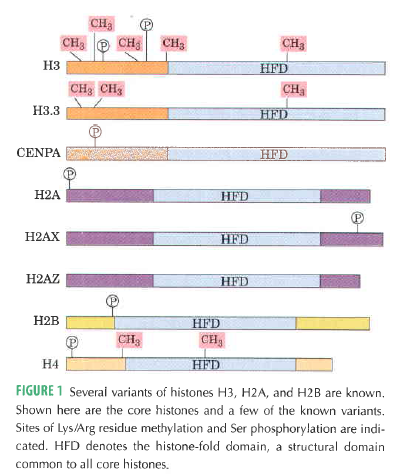 CH₃
CH₃ P CH₃ P CH₃ CH₃
H3 HFD
CH₃ CH₃ CH₃
H3.3 HFD
P
CENPA HFD
P
H2A HFD
P
H2AX HFD
H2AZ HFD
P
H2B HFD
P CH₃ CH₃
H4 HFD
FIGURE 1 Several variants of histones H3, H2A, and H2B are known.
Shown here are the core histones and a few of the known variants.
Sites of Lys/Arg residue methylation and Ser phosphorylation are indi-
cated. HFD denotes the histone-fold domain, a structural domain
common to all core histones.